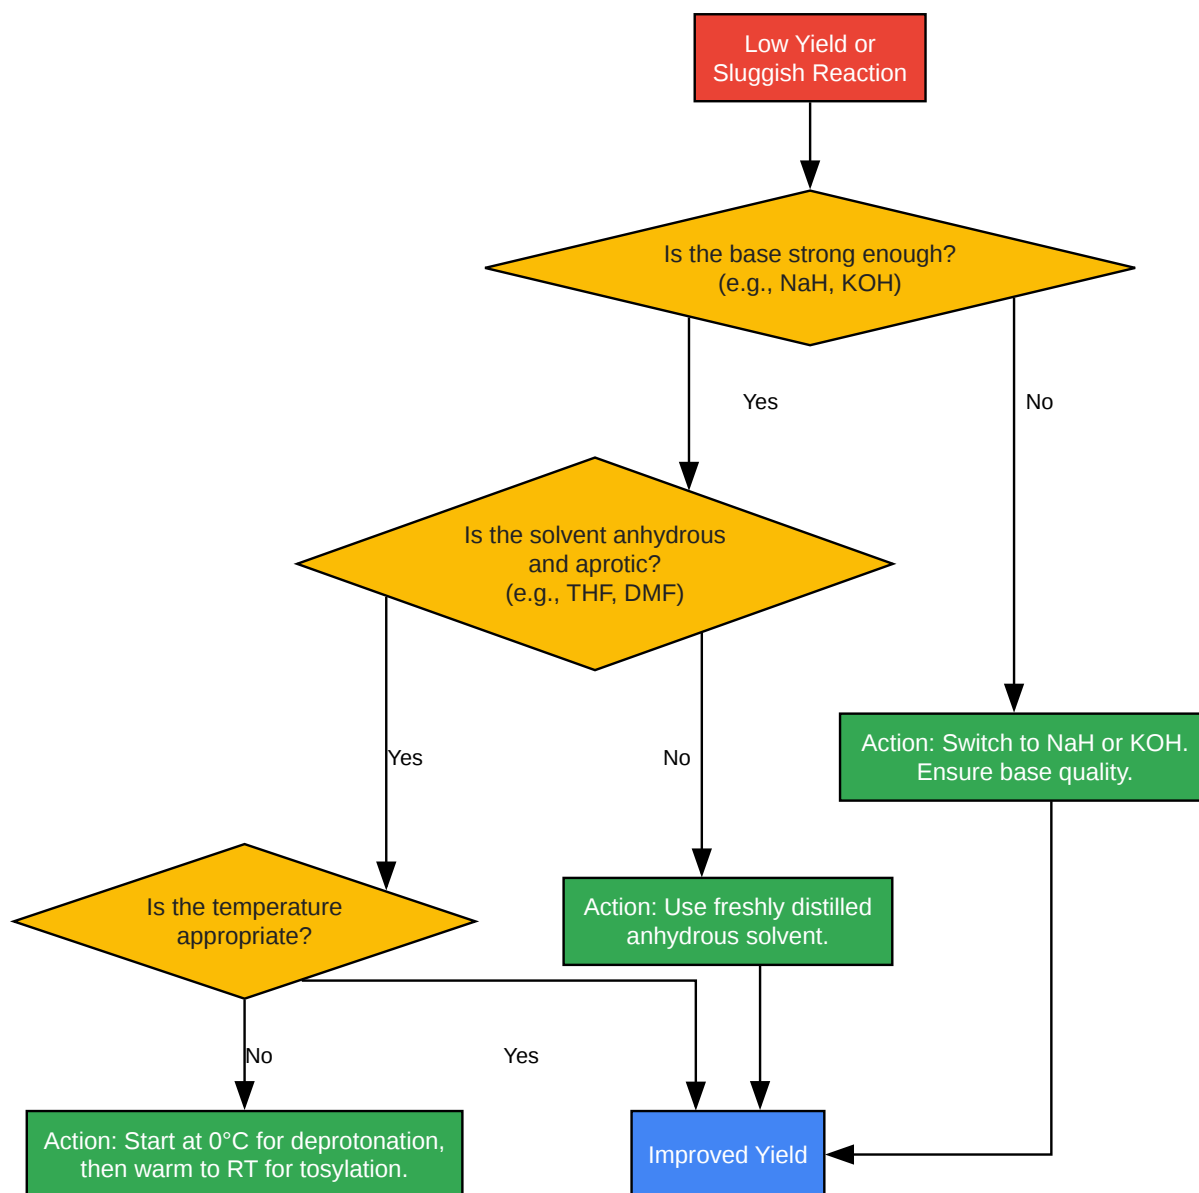 Low Yield or
Sluggish Reaction
Is the base strong enough?
(e.g., NaH, KOH)
Yes
No
Is the solvent anhydrous
and aprotic?
(e.g., THF, DMF)
Yes
No
Action: Switch to NaH or KOH.
Ensure base quality.
Is the temperature
appropriate?
Action: Use freshly distilled
anhydrous solvent.
No
Yes
Action: Start at 0°C for deprotonation,
then warm to RT for tosylation.
Improved Yield